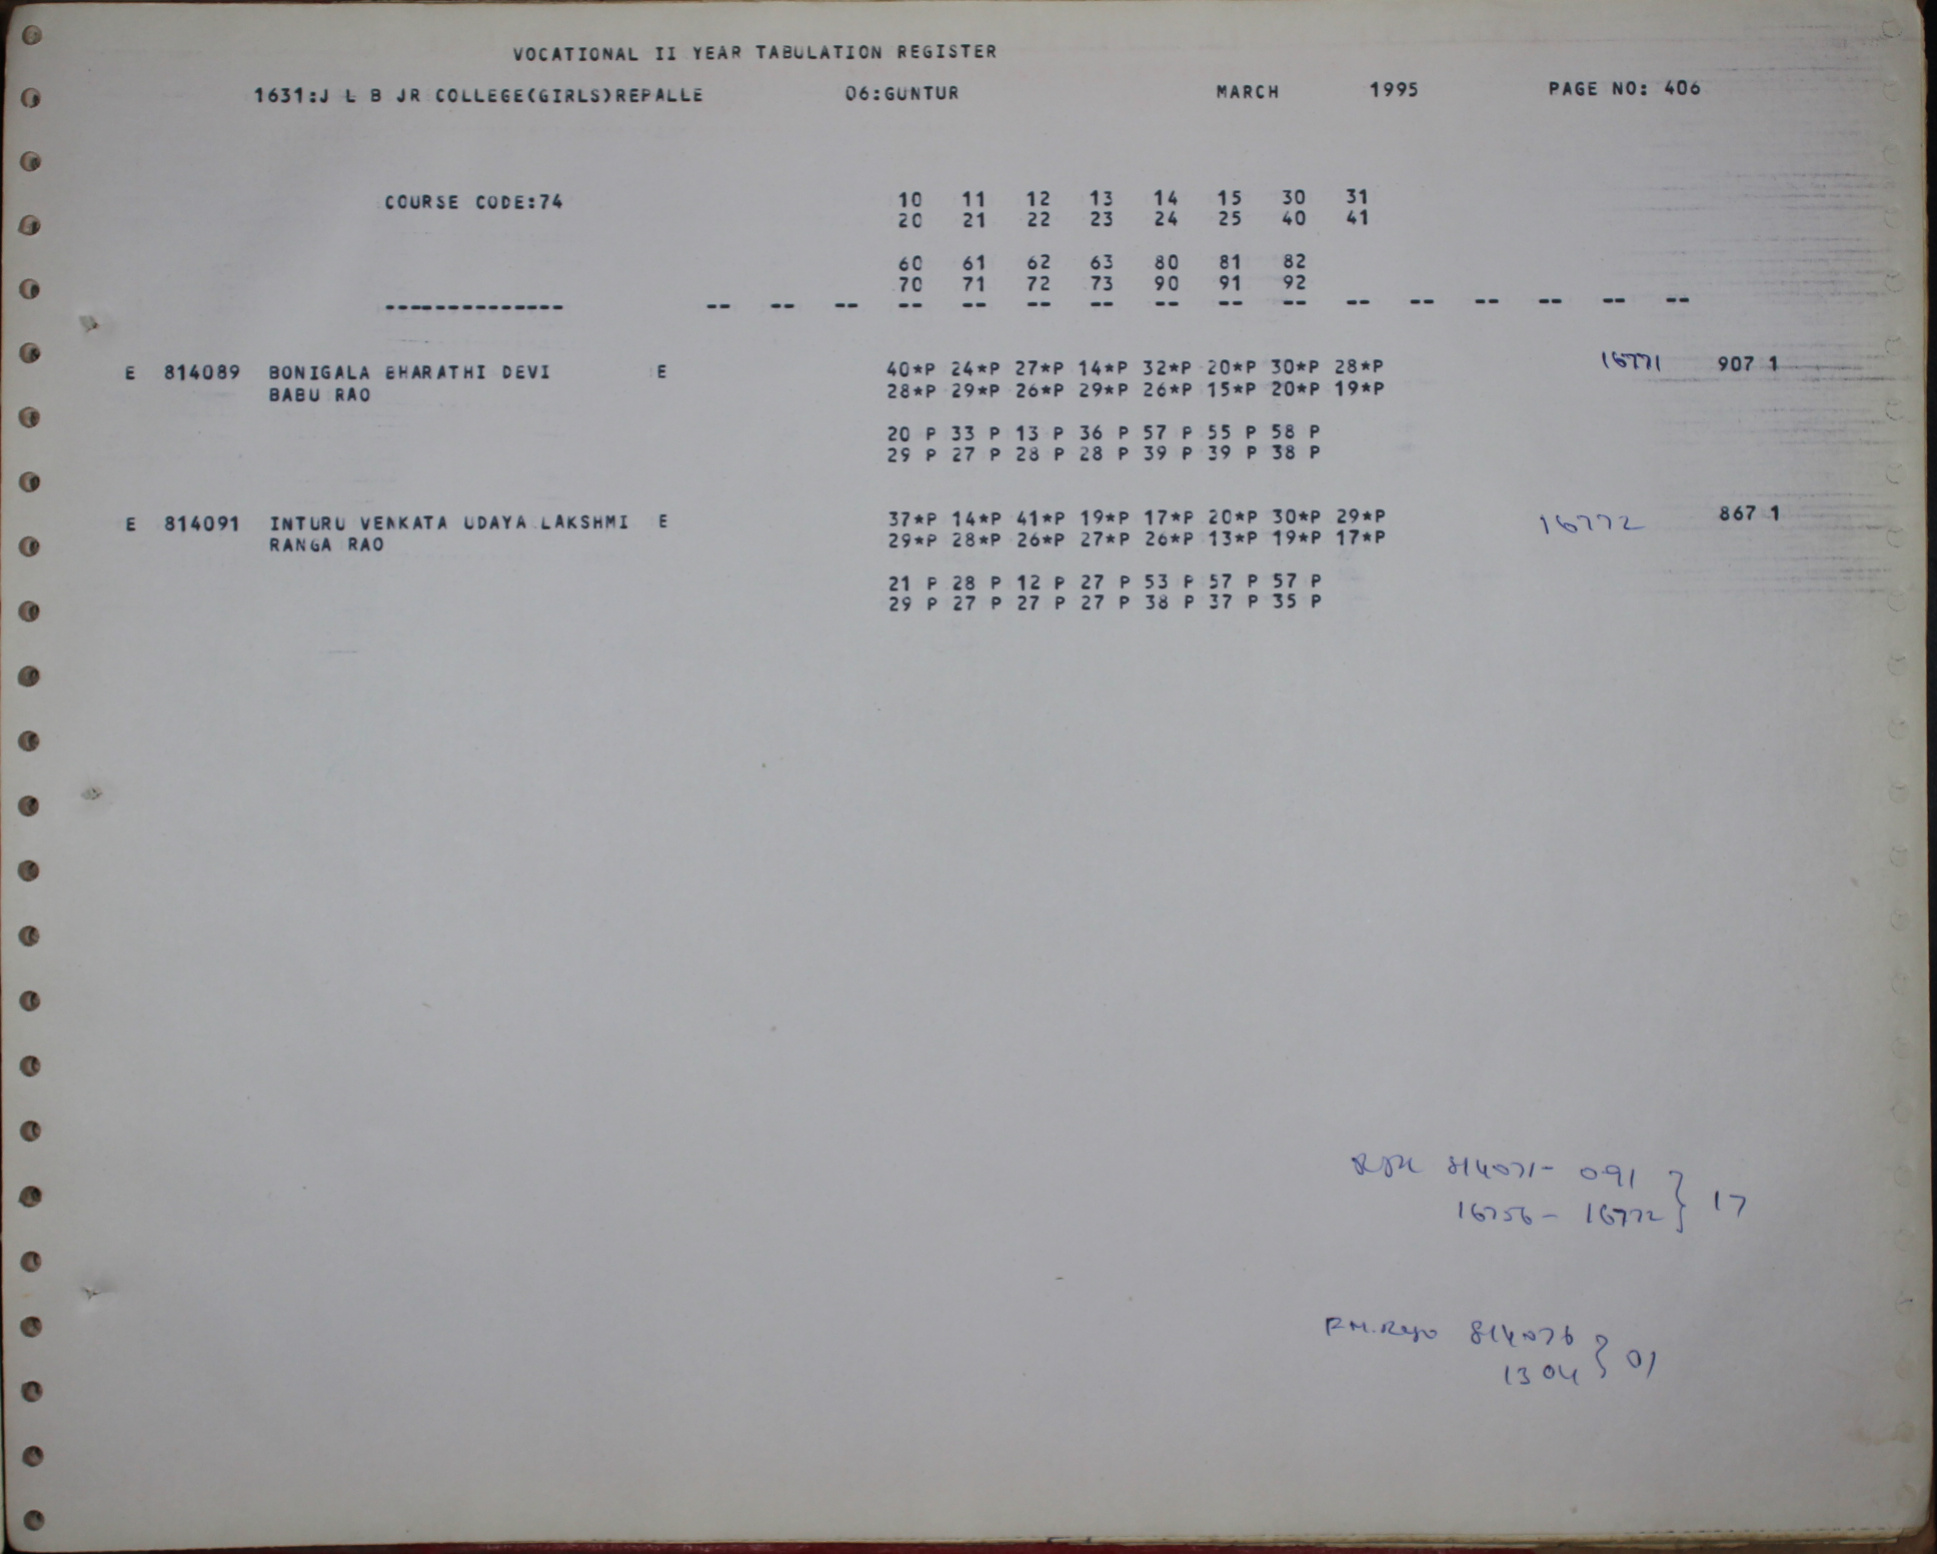 VOCATIONAL II YEAR TABULATION REGISTER
1631:J L B JR COLLEGE(GIRLS)REPALLE 06:GUNTUR MARCH 1995 PAGE NO: 406
COURSE CODE:74 10 11 12 13 14 15 30 31
20 21 22 23 24 25 40 41
60 61 62 63 80 81 82
70 71 72 73 90 91 92
-------------- -- -- -- -- -- -- -- -- -- -- -- -- -- -- -- --
E 814089 BONIGALA BHARATHI DEVI E 40*P 24*P 27*P 14*P 32*P 20*P 30*P 28*P 16771 907 1
BABU RAO 28*P 29*P 26*P 29*P 26*P 15*P 20*P 19*P
20 P 33 P 13 P 36 P 57 P 55 P 58 P
29 P 27 P 28 P 28 P 39 P 39 P 38 P
E 814091 INTURU VENKATA UDAYA LAKSHMI E 37*P 14*P 41*P 19*P 17*P 20*P 30*P 29*P 16772 867 1
RANGA RAO 29*P 28*P 26*P 27*P 26*P 13*P 19*P 17*P
21 P 28 P 12 P 27 P 53 P 57 P 57 P
29 P 27 P 27 P 27 P 38 P 37 P 35 P
814071- 091 } 17
16756- 16772
814076 } 01
1304